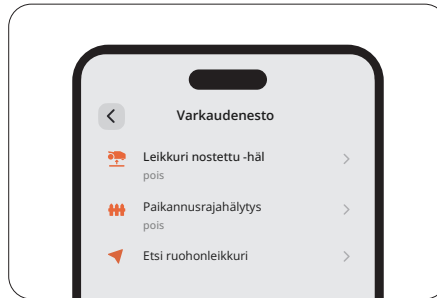 Varkaudenesto
Leikkuri nostettu -häl
pois
Paikannusrajahälytys
pois
Etsi ruohonleikkuri